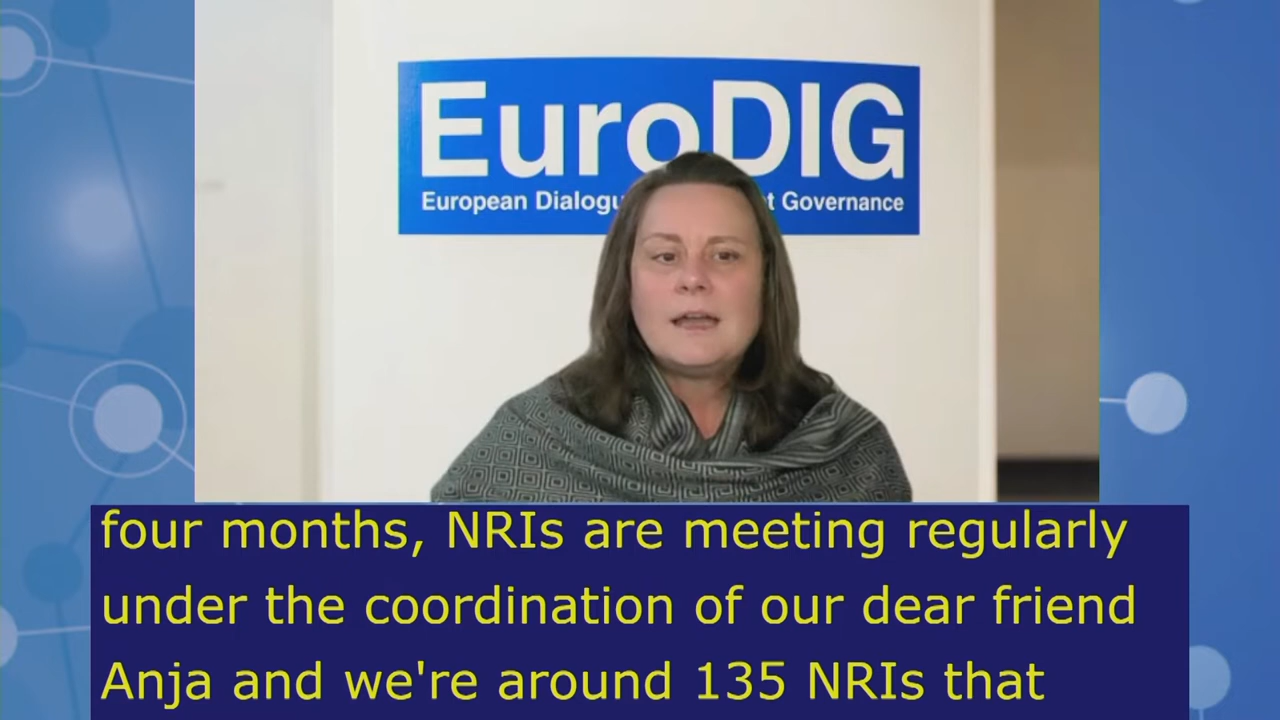 EuroDIG
European Dialogu t Governance
four months, NRIs are meeting regularly
under the coordination of our dear friend
Anja and we're around 135 NRIs that